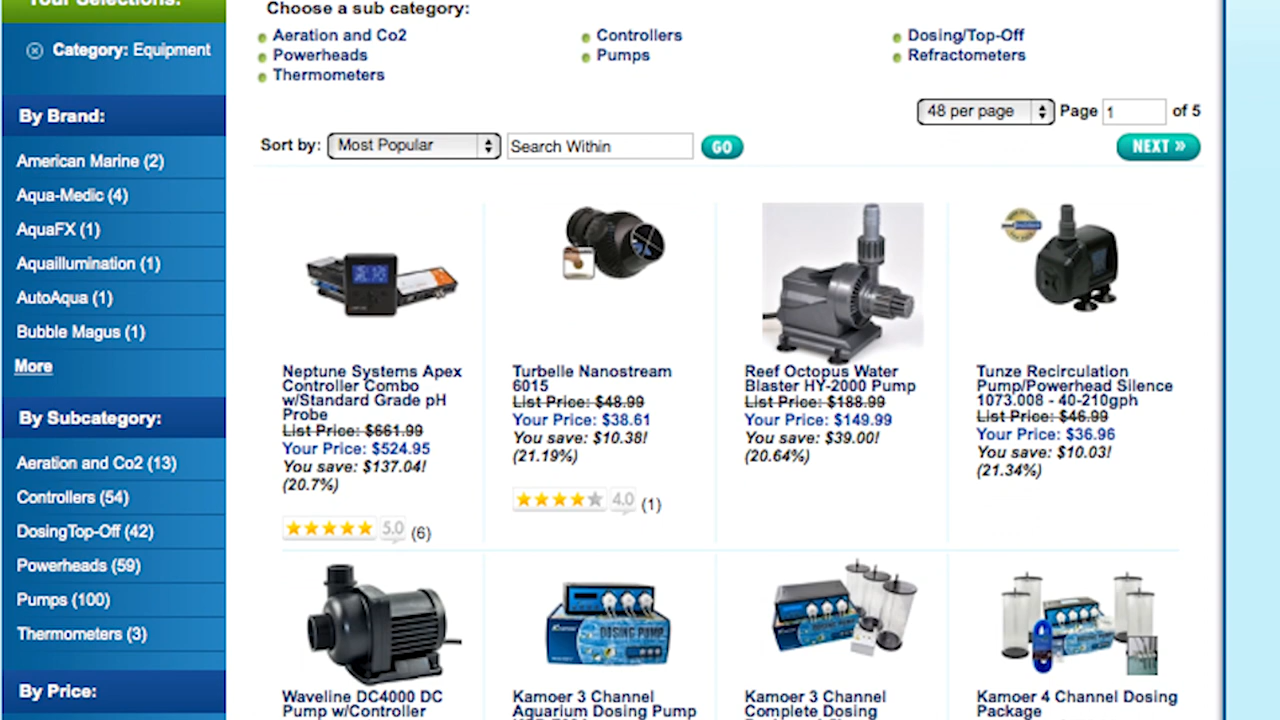 Your Selections:
Category: Equipment
By Brand:
American Marine (2)
Aqua-Medic (4)
AquaFX (1)
Aquaillumination (1)
AutoAqua (1)
Bubble Magus (1)
More
By Subcategory:
Aeration and Co2 (13)
Controllers (54)
DosingTop-Off (42)
Powerheads (59)
Pumps (100)
Thermometers (3)
By Price:
Choose a sub category:
Aeration and Co2
Controllers
Dosing/Top-Off
Powerheads
Pumps
Refractometers
Thermometers
48 per page
Page 1 of 5
Sort by: Most Popular
Search Within
GO
NEXT »
Neptune Systems Apex
Controller Combo
w/Standard Grade pH
Probe
List Price: $661.99
Your Price: $524.95
You save: $137.04!
(20.7%)
5.0 (6)
Turbelle Nanostream
6015
List Price: $48.99
Your Price: $38.61
You save: $10.38!
(21.19%)
4.0 (1)
Reef Octopus Water
Blaster HY-2000 Pump
List Price: $188.99
Your Price: $149.99
You save: $39.00!
(20.64%)
Tunze Recirculation
Pump/Powerhead Silence
1073.008 - 40-210gph
List Price: $46.99
Your Price: $36.96
You save: $10.03!
(21.34%)
Waveline DC4000 DC
Pump w/Controller
DOSING PUMP
Kamoer 3 Channel
Aquarium Dosing Pump
Kamoer 3 Channel
Complete Dosing
Kamoer 4 Channel Dosing
Package